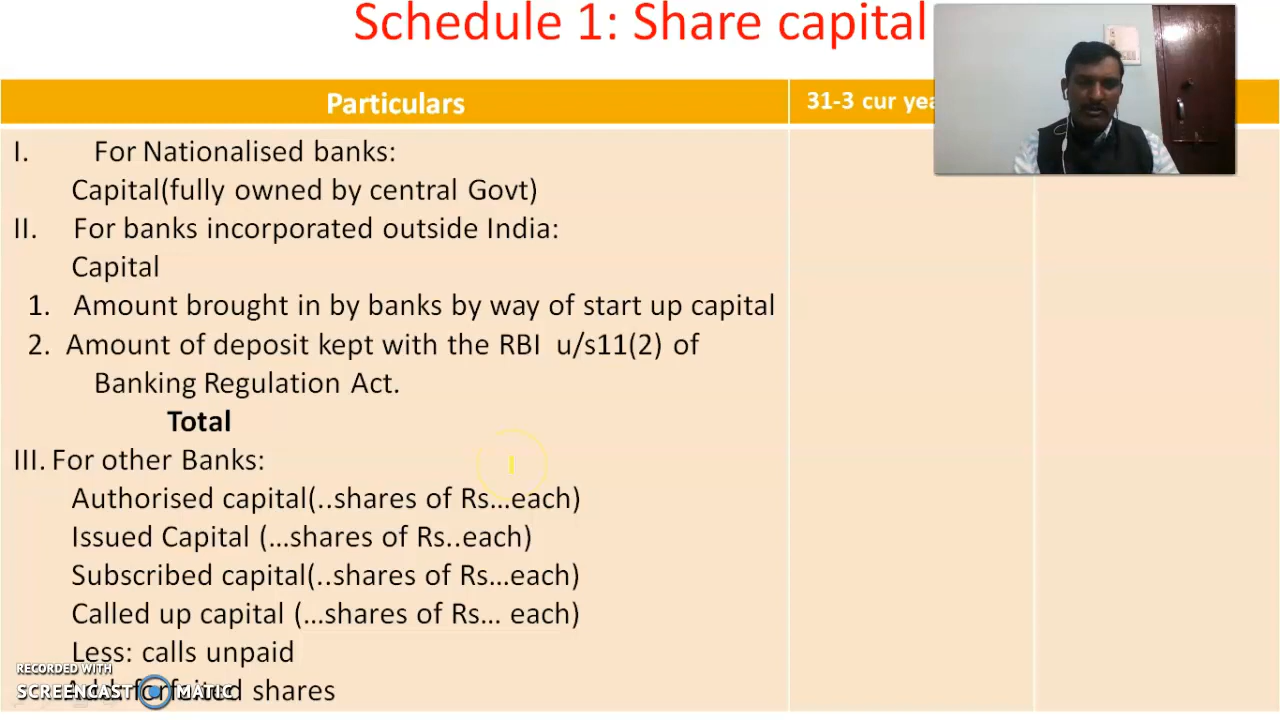 Schedule 1: Share capital
Particulars
31-3 cur yea
I. For Nationalised banks:
Capital(fully owned by central Govt)
II. For banks incorporated outside India:
Capital
1. Amount brought in by banks by way of start up capital
2. Amount of deposit kept with the RBI u/s11(2) of
Banking Regulation Act.
Total
III. For other Banks:
Authorised capital(..shares of Rs...each)
Issued Capital (...shares of Rs..each)
Subscribed capital(..shares of Rs...each)
Called up capital (...shares of Rs... each)
Less: calls unpaid
Add: forfeited shares
RECORDED WITH
SCREENCAST MATIC